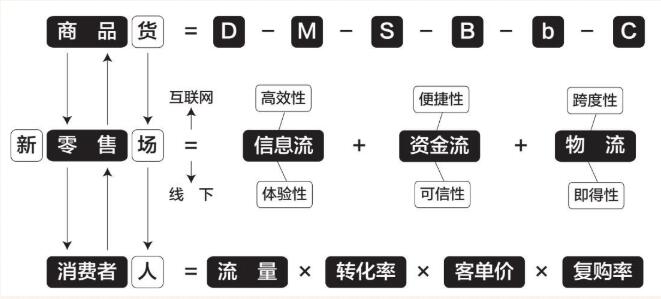 商品 货 = D - M - S - B - b - C
互联网 高效性 便捷性 跨度性
新 零售 场 = 信息流 + 资金流 + 物流
线下 体验性 可信性 即得性
消费者 人 = 流量 × 转化率 × 客单价 × 复购率